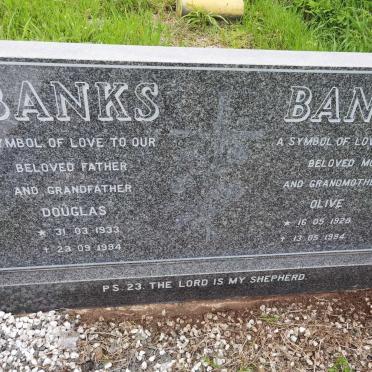 BANKS
SYMBOL OF LOVE TO OUR
BELOVED FATHER
AND GRANDFATHER
DOUGLAS
* 31.03.1933
† 23.09.1994
BAN
A SYMBOL OF LOV
BELOVED MO
AND GRANDMOTHE
OLIVE
* 16.05.1928
† 13.05.1994
PS. 23. THE LORD IS MY SHEPHERD.